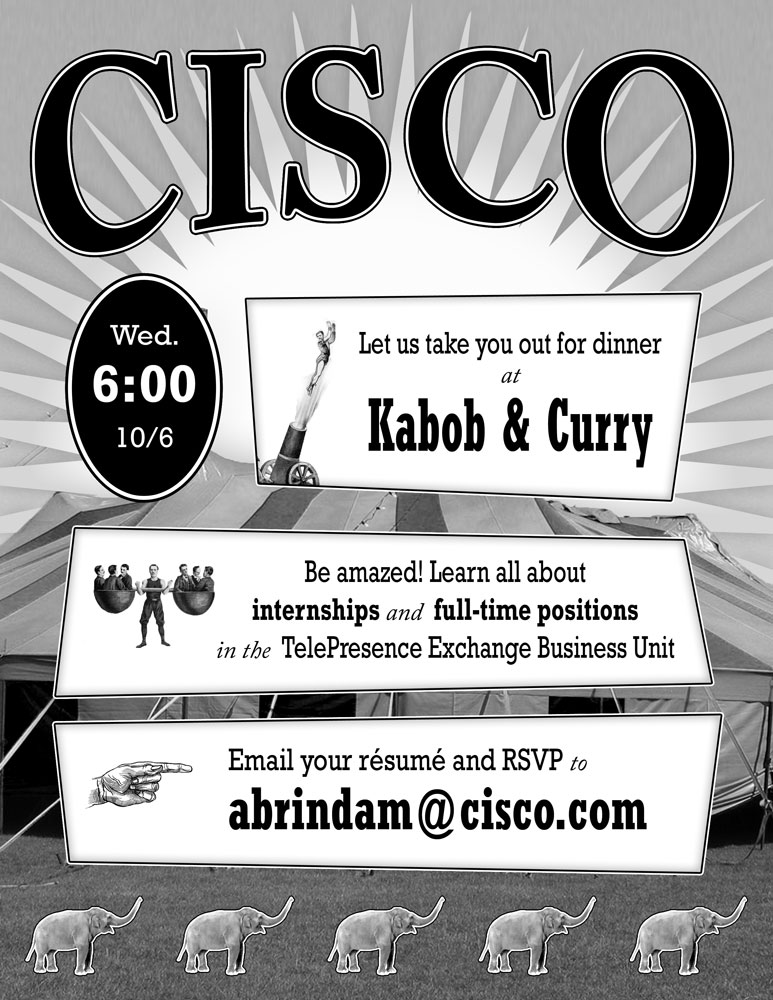 CISCO
Wed.
6:00
10/6
Let us take you out for dinner
at
Kabob & Curry
Be amazed! Learn all about
internships and full-time positions
in the TelePresence Exchange Business Unit
Email your résumé and RSVP to
abrindam@cisco.com